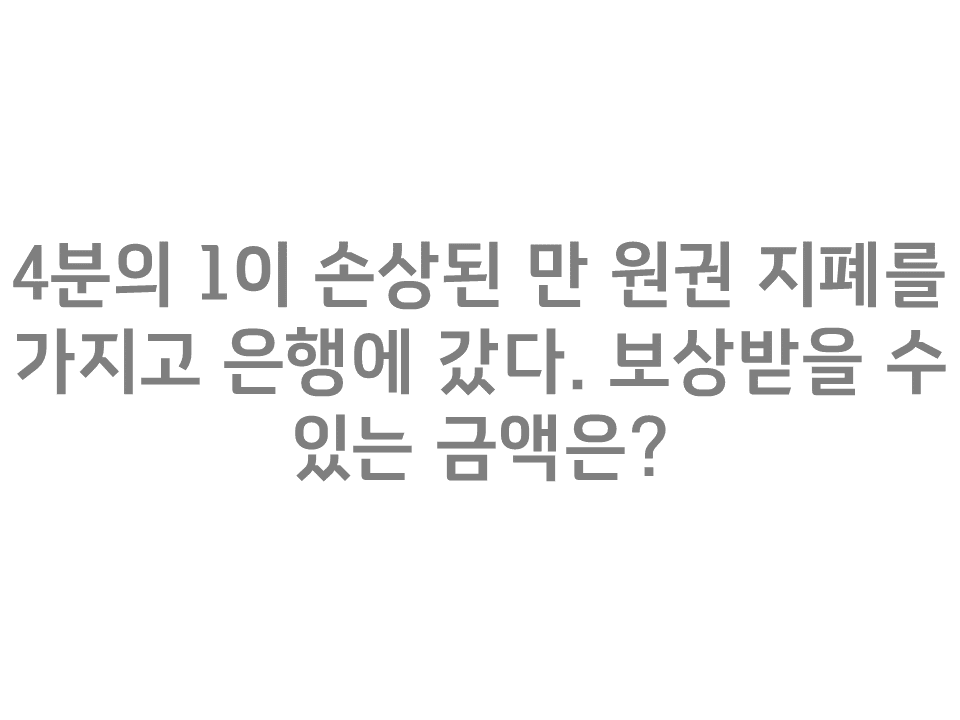 4분의 1이 손상된 만 원권 지폐를
가지고 은행에 갔다. 보상받을 수
있는 금액은?